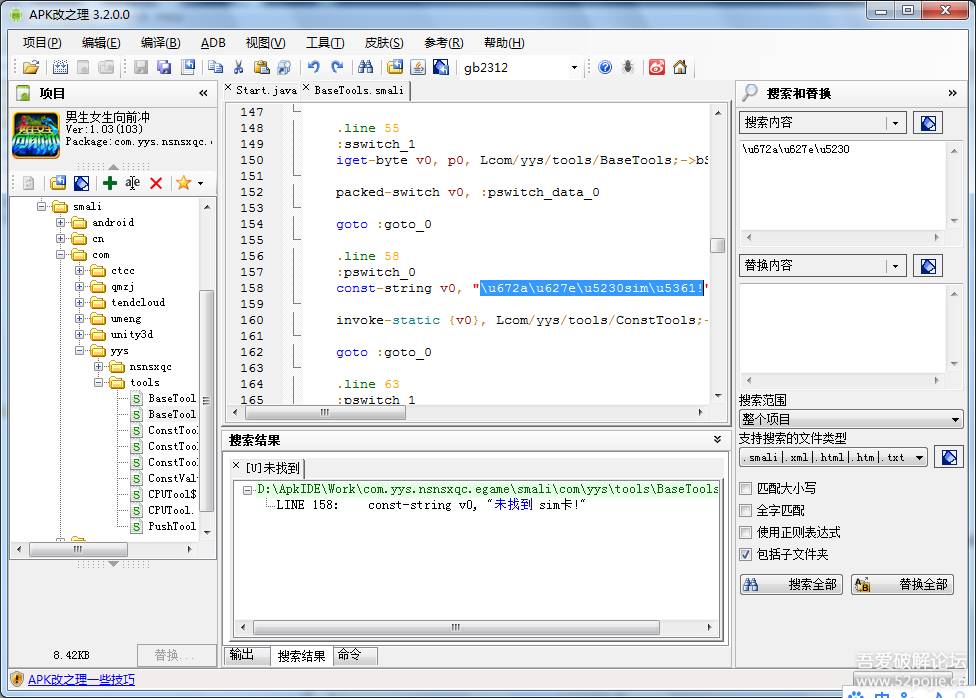 APK改之理 3.2.0.0
项目(P) 编辑(E) 编译(B) ADB 视图(V) 工具(T) 皮肤(S) 参考(R) 帮助(H)
gb2312
项目
男生女生向前冲
Ver:1.03(103)
Package:com.yys.nsnsxqc.
smali
android
cn
com
ctcc
qmzj
tendcloud
umeng
unity3d
yys
nsnsxqc
tools
BaseTool
BaseTool
ConstToo
ConstToo
ConstToo
ConstVal
CPUTool$
CPUTool.
PushTool
8.42KB
替换...
APK改之理一些技巧
Start.java BaseTools.smali
147
148 .line 55
149 :sswitch_1
150 iget-byte v0, p0, Lcom/yys/tools/BaseTools;->bS
151
152 packed-switch v0, :pswitch_data_0
153
154 goto :goto_0
155
156 .line 58
157 :pswitch_0
158 const-string v0, "\u672a\u627e\u5230sim\u5361!"
159
160 invoke-static {v0}, Lcom/yys/tools/ConstTools;-
161
162 goto :goto_0
163
164 .line 63
165 :pswitch_1
搜索结果
[U]未找到
D:\ApkIDE\Work\com.yys.nsnsxqc.egame\smali\com\yys\tools\BaseTools
LINE 158: const-string v0, "未找到 sim卡!"
输出 搜索结果 命令
搜索和替换
搜索内容
\u672a\u627e\u5230
替换内容
搜索范围
整个项目
支持搜索的文件类型
.smali|.xml|.html|.htm|.txt
匹配大小写
全字匹配
使用正则表达式
包括子文件夹
搜索全部 替换全部
吾爱破解论坛
www.52pojie.cn